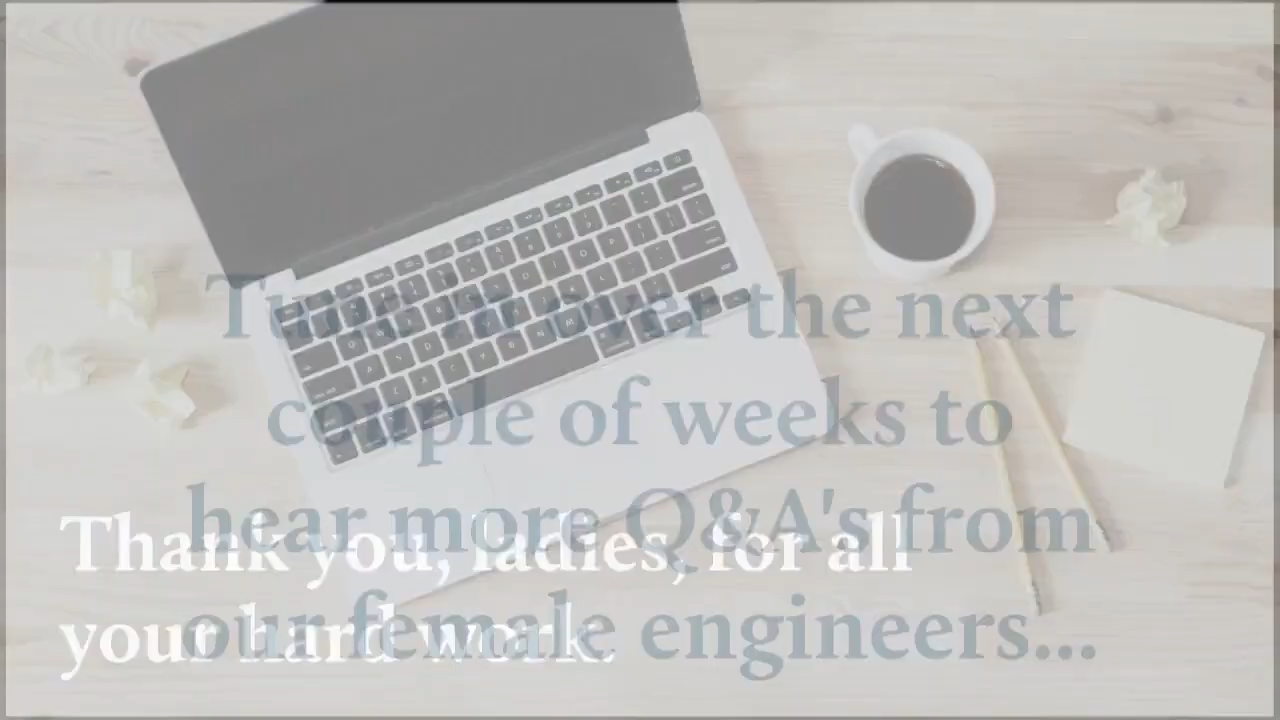 Tune in over the next
couple of weeks to
hear more Q&A's from
our female engineers...
Thank you, ladies, for all
your hard work.